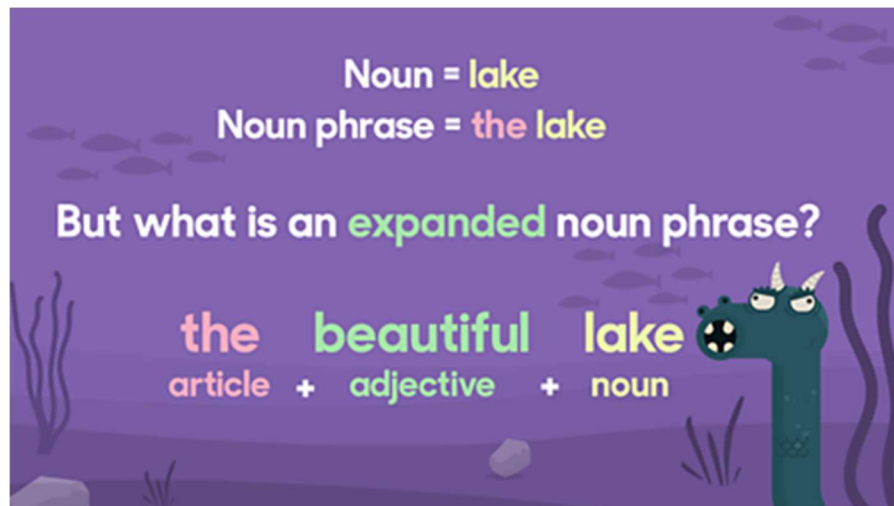 Noun = lake
Noun phrase = the lake
But what is an expanded noun phrase?
the beautiful lake
article + adjective + noun